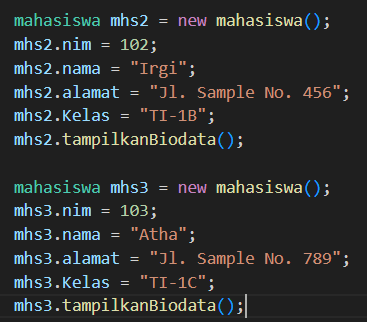 mahasiswa mhs2 = new mahasiswa();
mhs2.nim = 102;
mhs2.nama = "Irgi";
mhs2.alamat = "Jl. Sample No. 456";
mhs2.Kelas = "TI-1B";
mhs2.tampilkanBiodata();

mahasiswa mhs3 = new mahasiswa();
mhs3.nim = 103;
mhs3.nama = "Atha";
mhs3.alamat = "Jl. Sample No. 789";
mhs3.Kelas = "TI-1C";
mhs3.tampilkanBiodata();